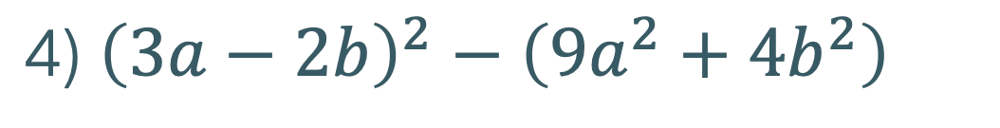 4) (3a − 2b)² − (9a² + 4b²)